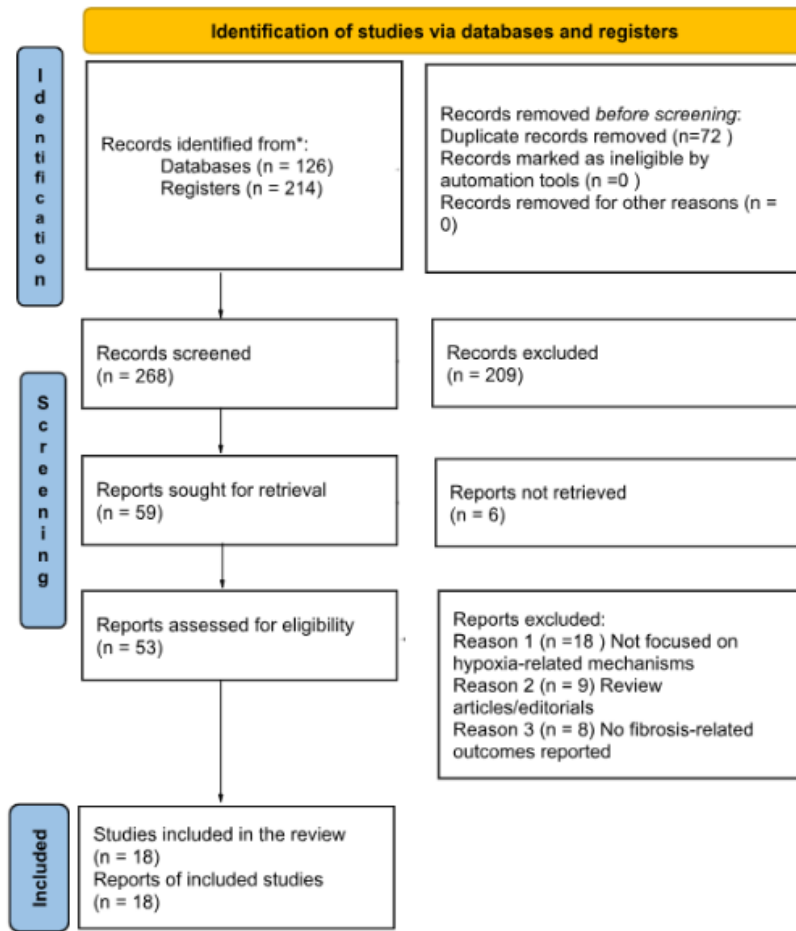 Identification of studies via databases and registers
Identification
Records identified from*:
Databases (n = 126)
Registers (n = 214)
Records removed before screening:
Duplicate records removed (n=72 )
Records marked as ineligible by
automation tools (n =0 )
Records removed for other reasons (n =
0)
Screening
Records screened
(n = 268)
Records excluded
(n = 209)
Reports sought for retrieval
(n = 59)
Reports not retrieved
(n = 6)
Reports assessed for eligibility
(n = 53)
Reports excluded:
Reason 1 (n =18 ) Not focused on
hypoxia-related mechanisms
Reason 2 (n = 9) Review
articles/editorials
Reason 3 (n = 8) No fibrosis-related
outcomes reported
Included
Studies included in the review
(n = 18)
Reports of included studies
(n = 18)